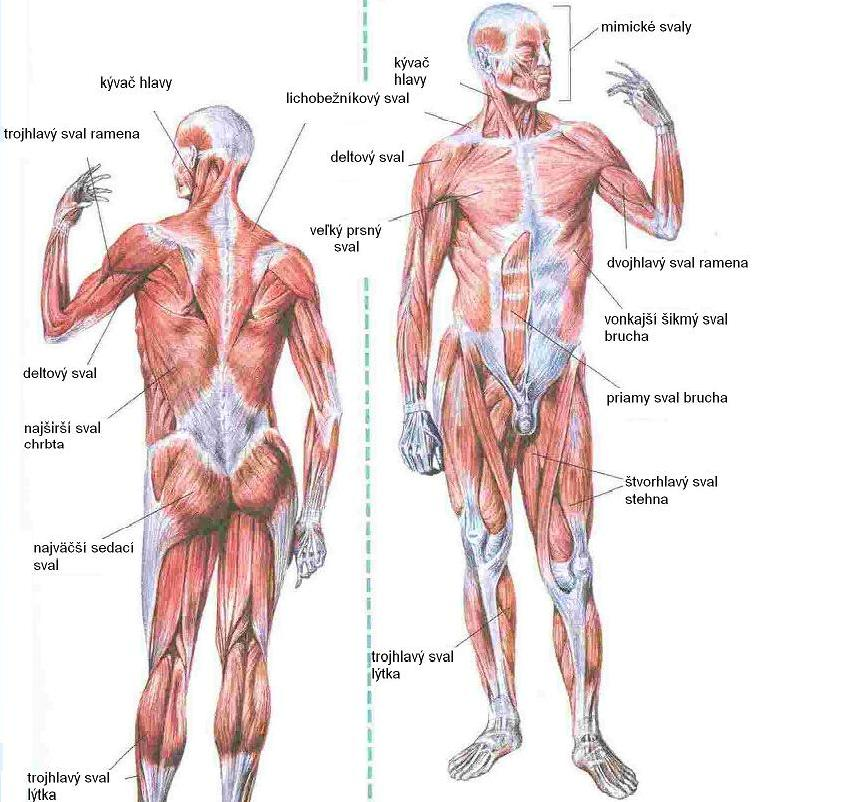 mimické svaly
kývač
hlavy
kývač hlavy
lichobežníkový sval
trojhlavý sval ramena
deltový sval
veľký prsný
sval
dvojhlavý sval ramena
vonkajší šikmý sval
brucha
deltový sval
priamy sval brucha
najširší sval
chrbta
štvorhlavý sval
stehna
najväčší sedací
sval
trojhlavý sval
lýtka
trojhlavý sval
lýtka